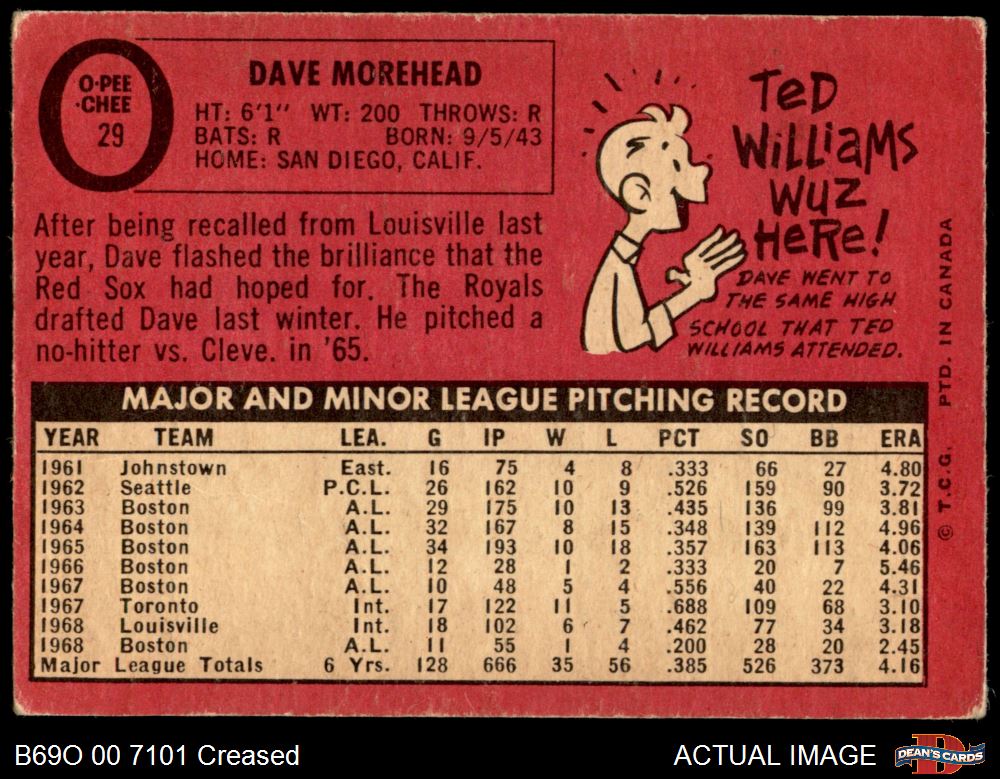 O-PEE
-CHEE
29
DAVE MOREHEAD
HT: 6'1" WT: 200 THROWS: R
BATS: R BORN: 9/5/43
HOME: SAN DIEGO, CALIF.
After being recalled from Louisville last
year, Dave flashed the brilliance that the
Red Sox had hoped for. The Royals
drafted Dave last winter. He pitched a
no-hitter vs. Cleve. in '65.
TeD
WiLLiaMS
WUZ
HeRe!
DAVE WENT TO
THE SAME HIGH
SCHOOL THAT TED
WILLIAMS ATTENDED.
MAJOR AND MINOR LEAGUE PITCHING RECORD
YEAR TEAM LEA. G IP W L PCT SO BB ERA
1961 Johnstown East. 16 75 4 8 .333 66 27 4.80
1962 Seattle P.C.L. 26 162 10 9 .526 159 90 3.72
1963 Boston A.L. 29 175 10 13 .435 136 99 3.81
1964 Boston A.L. 32 167 8 15 .348 139 112 4.96
1965 Boston A.L. 34 193 10 18 .357 163 113 4.06
1966 Boston A.L. 12 28 1 2 .333 20 7 5.46
1967 Boston A.L. 10 48 5 4 .556 40 22 4.31
1967 Toronto Int. 17 122 11 5 .688 109 68 3.10
1968 Louisville Int. 18 102 6 7 .462 77 34 3.18
1968 Boston A.L. 11 55 1 4 .200 28 20 2.45
Major League Totals 6 Yrs. 128 666 35 56 .385 526 373 4.16
© T.C.G. PTD. IN CANADA
B69O 00 7101 Creased
ACTUAL IMAGE
DEAN'S CARDS